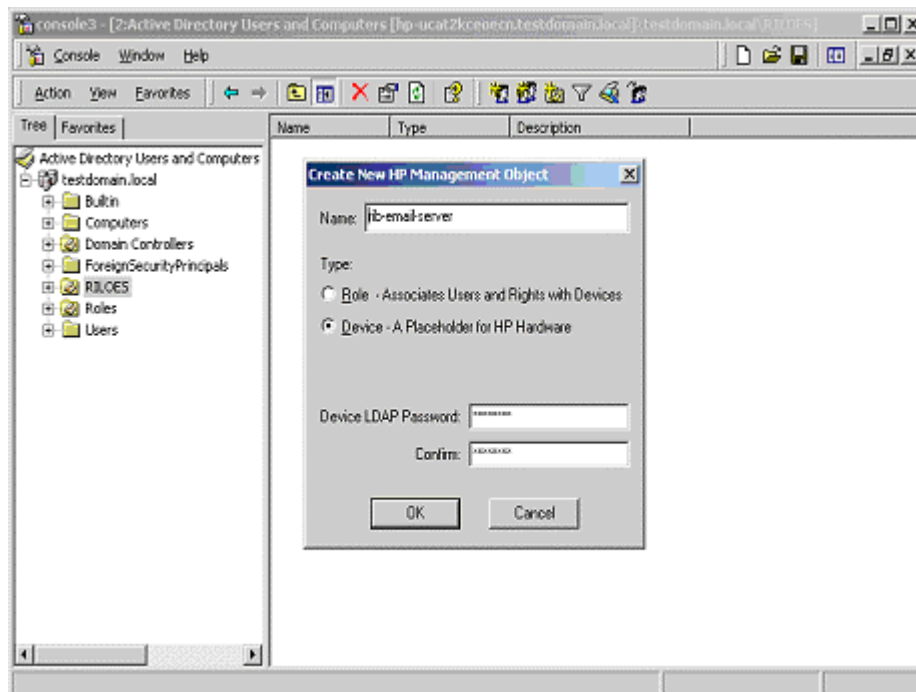 console3 - [2:Active Directory Users and Computers [hp-ucat2kceoecn.testdomain.local]\testdomain.local\RILOES]
Console Window Help
Action View Favorites
Tree Favorites
Name Type Description
Active Directory Users and Computers
testdomain.local
Builtin
Computers
Domain Controllers
ForeignSecurityPrincipals
RILOES
Roles
Users
Create New HP Management Object
Name: rib-email-server
Type:
Role - Associates Users and Rights with Devices
Device - A Placeholder for HP Hardware
Device LDAP Password: ********
Confirm: ********
OK Cancel